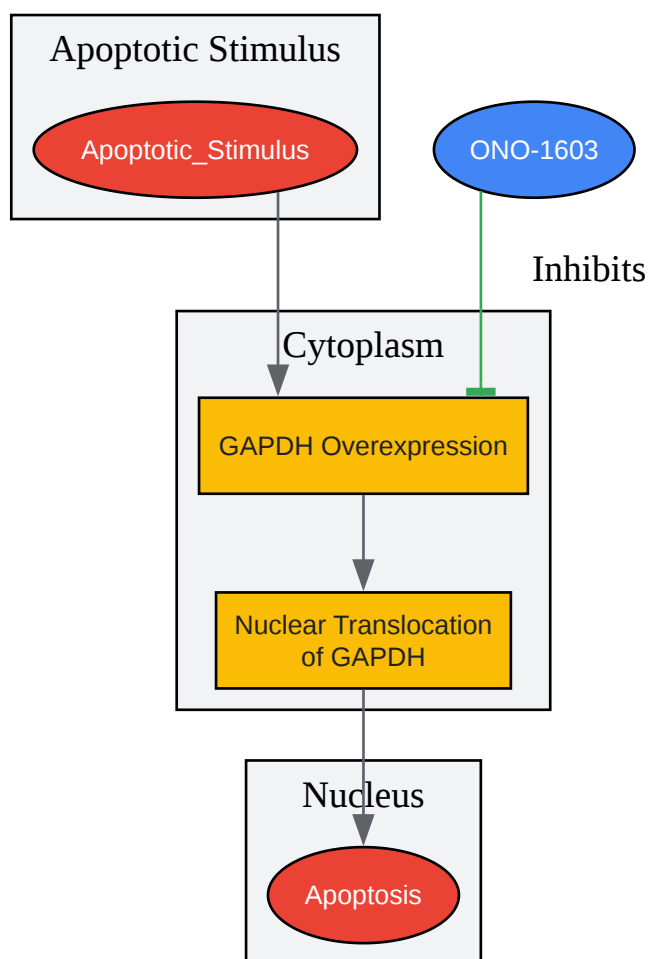 Apoptotic Stimulus
Apoptotic_Stimulus
ONO-1603
Inhibits
Cytoplasm
GAPDH Overexpression
Nuclear Translocation
of GAPDH
Nucleus
Apoptosis